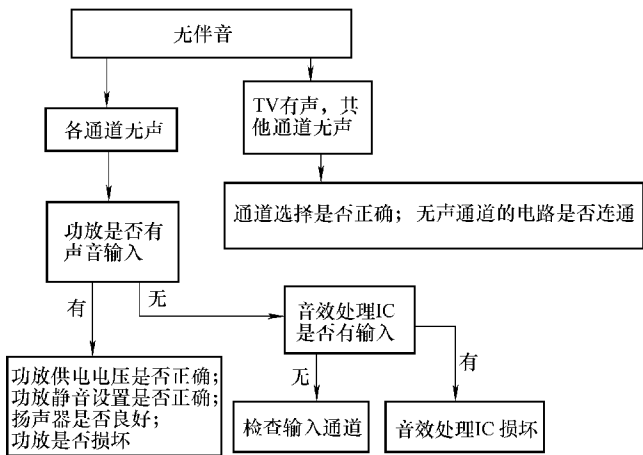 无伴音
TV有声，其
他通道无声
各通道无声
通道选择是否正确；无声通道的电路是否连通
功放是否有
声音输入
有
无
音效处理IC
是否有输入
无
有
功放供电电压是否正确；
功放静音设置是否正确；
扬声器是否良好；
功放是否损坏
检查输入通道
音效处理IC 损坏